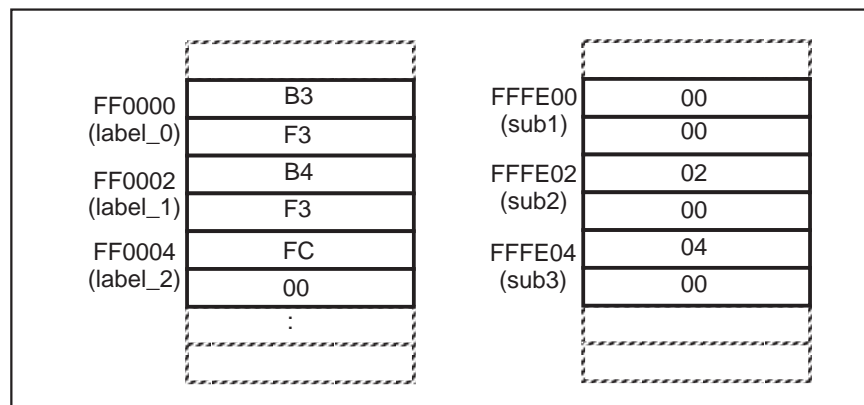 FF0000
(label_0)
B3
F3
FF0002
(label_1)
B4
F3
FF0004
(label_2)
FC
00
:
FFFE00
(sub1)
00
00
FFFE02
(sub2)
02
00
FFFE04
(sub3)
04
00